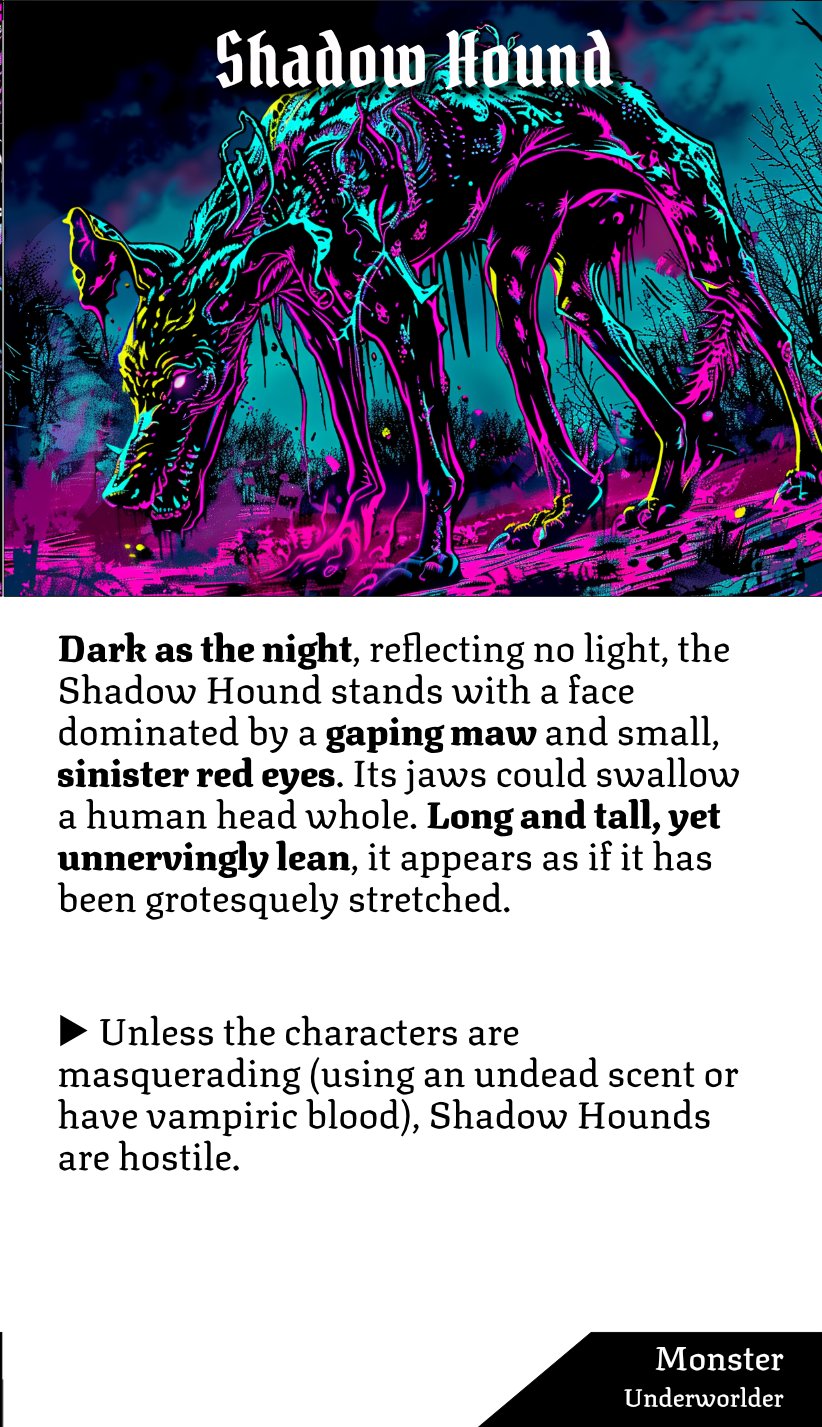 Shadow Hound
Dark as the night, reflecting no light, the
Shadow Hound stands with a face
dominated by a gaping maw and small,
sinister red eyes. Its jaws could swallow
a human head whole. Long and tall, yet
unnervingly lean, it appears as if it has
been grotesquely stretched.
▶ Unless the characters are
masquerading (using an undead scent or
have vampiric blood), Shadow Hounds
are hostile.
Monster
Underworlder